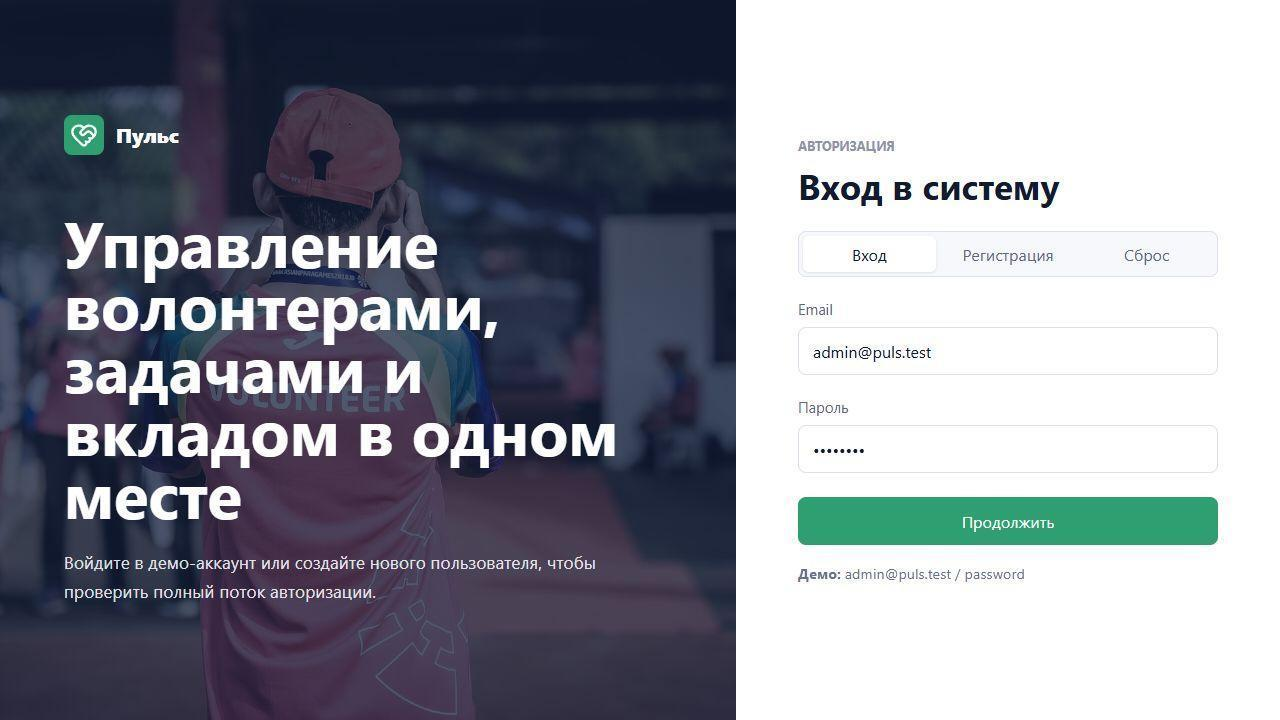 Пульс
Управление
волонтерами,
задачами и
вкладом в одном
месте
Войдите в демо-аккаунт или создайте нового пользователя, чтобы
проверить полный поток авторизации.
VOLUNTEER
АВТОРИЗАЦИЯ
Вход в систему
Вход
Регистрация
Сброс
Email
admin@puls.test
Пароль
••••••••
Продолжить
Демо: admin@puls.test / password